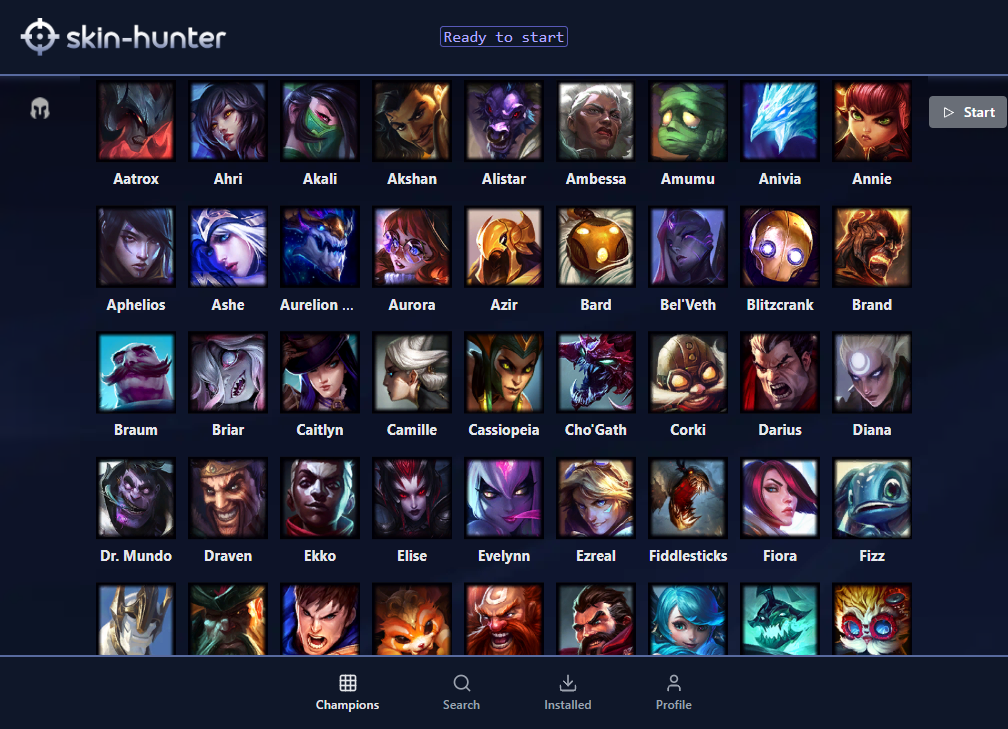 skin-hunter
Ready to start
Start
Aatrox Ahri Akali Akshan Alistar Ambessa Amumu Anivia Annie
Aphelios Ashe Aurelion ... Aurora Azir Bard Bel'Veth Blitzcrank Brand
Braum Briar Caitlyn Camille Cassiopeia Cho'Gath Corki Darius Diana
Dr. Mundo Draven Ekko Elise Evelynn Ezreal Fiddlesticks Fiora Fizz
Champions Search Installed Profile